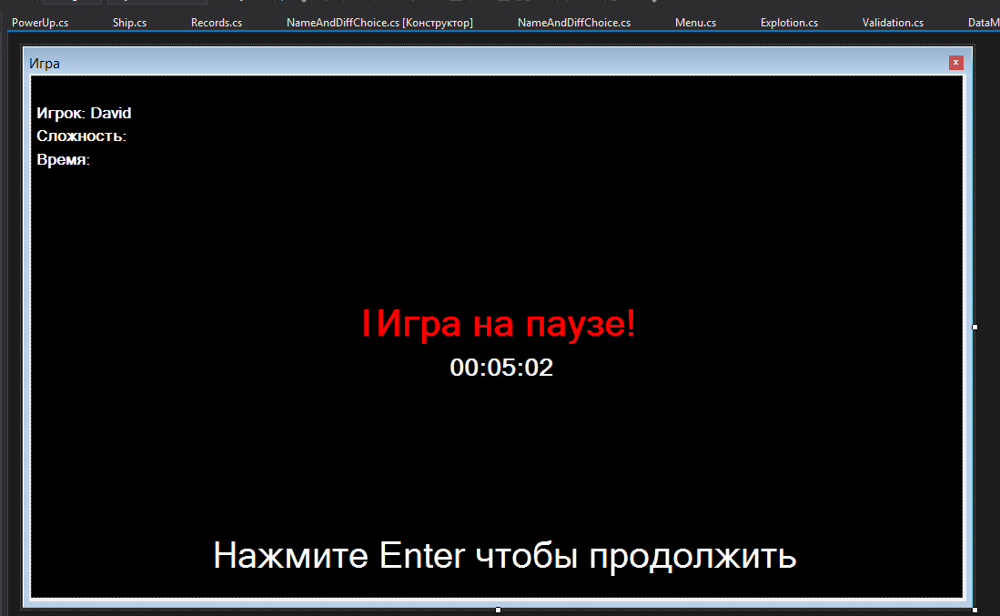 PowerUp.cs Ship.cs Records.cs NameAndDiffChoice.cs [Конструктор] NameAndDiffChoice.cs Menu.cs Explotion.cs Validation.cs DataM
Игра
Игрок: David
Сложность:
Время:
! Игра на паузе!
00:05:02
Нажмите Enter чтобы продолжить